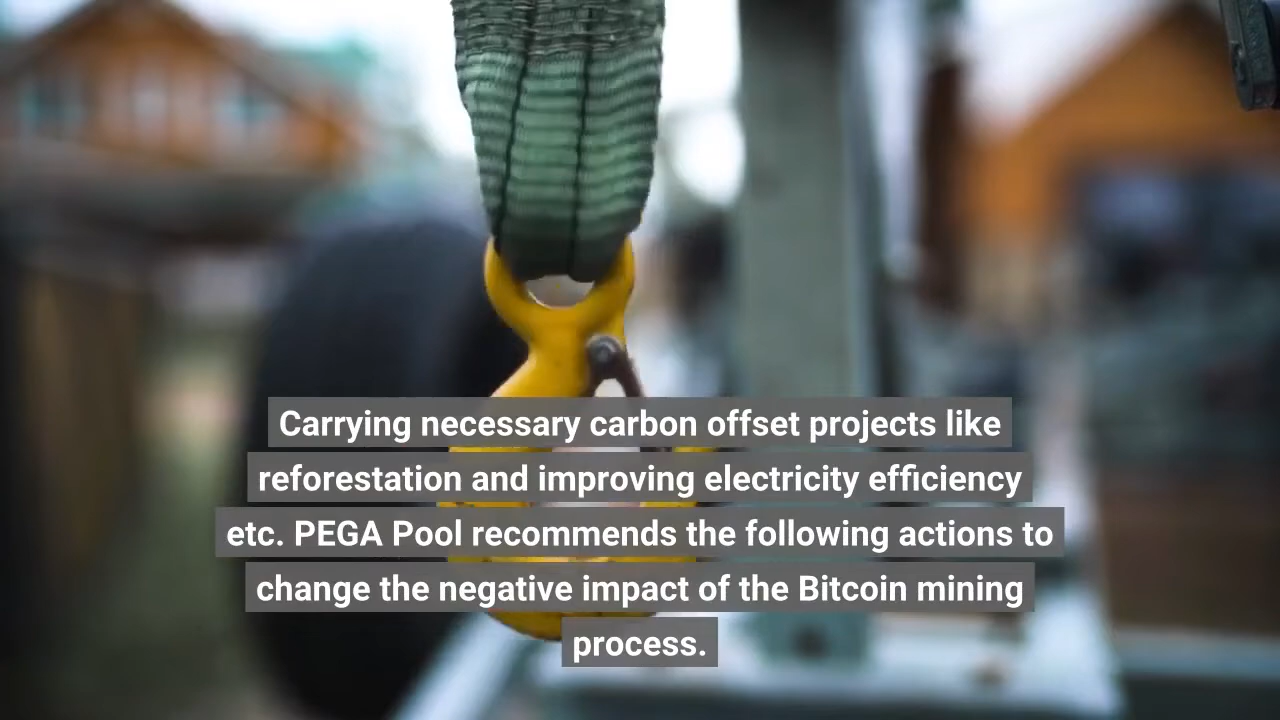 Carrying necessary carbon offset projects like
reforestation and improving electricity efficiency
etc. PEGA Pool recommends the following actions to
change the negative impact of the Bitcoin mining
process.